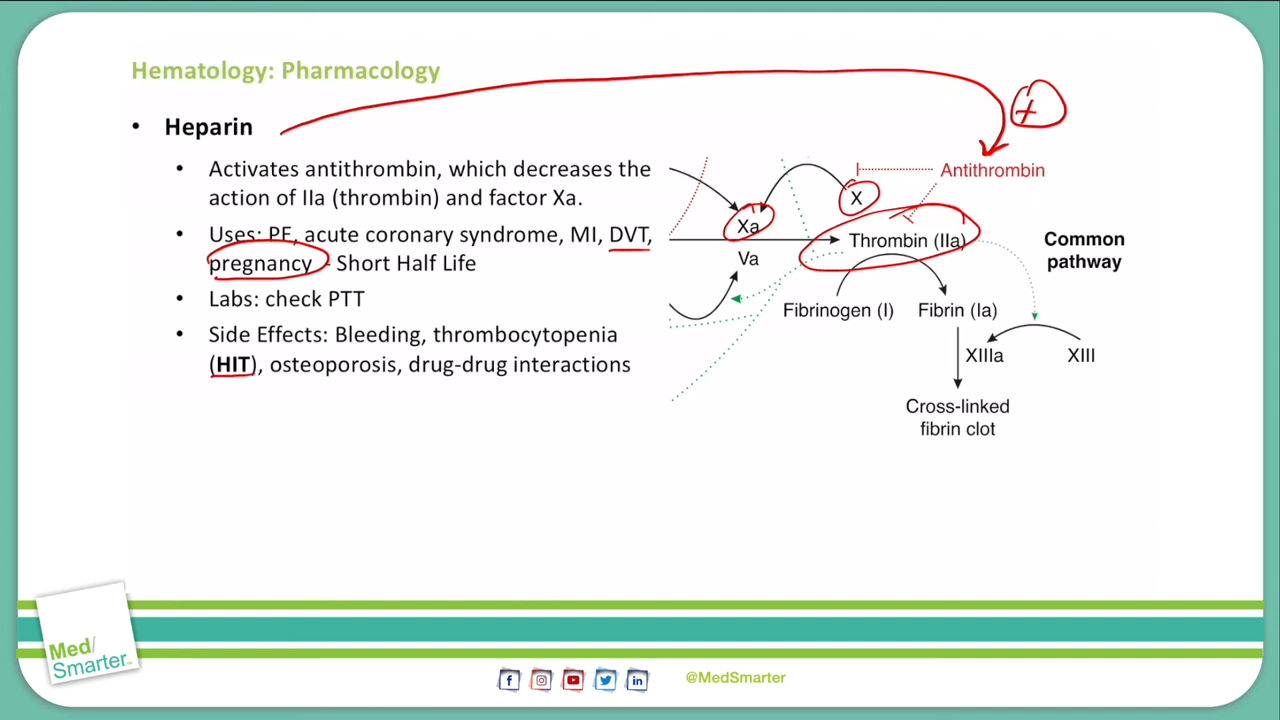 Hematology: Pharmacology
• Heparin
• Activates antithrombin, which decreases the
action of IIa (thrombin) and factor Xa.
• Uses: PE, acute coronary syndrome, MI, DVT,
pregnancy - Short Half Life
• Labs: check PTT
• Side Effects: Bleeding, thrombocytopenia
(HIT), osteoporosis, drug-drug interactions
+
Antithrombin
X
Xa
Thrombin (IIa)
Va
Common
pathway
Fibrinogen (I)
Fibrin (Ia)
XIIIa
XIII
Cross-linked
fibrin clot
Med/
Smarter
@MedSmarter